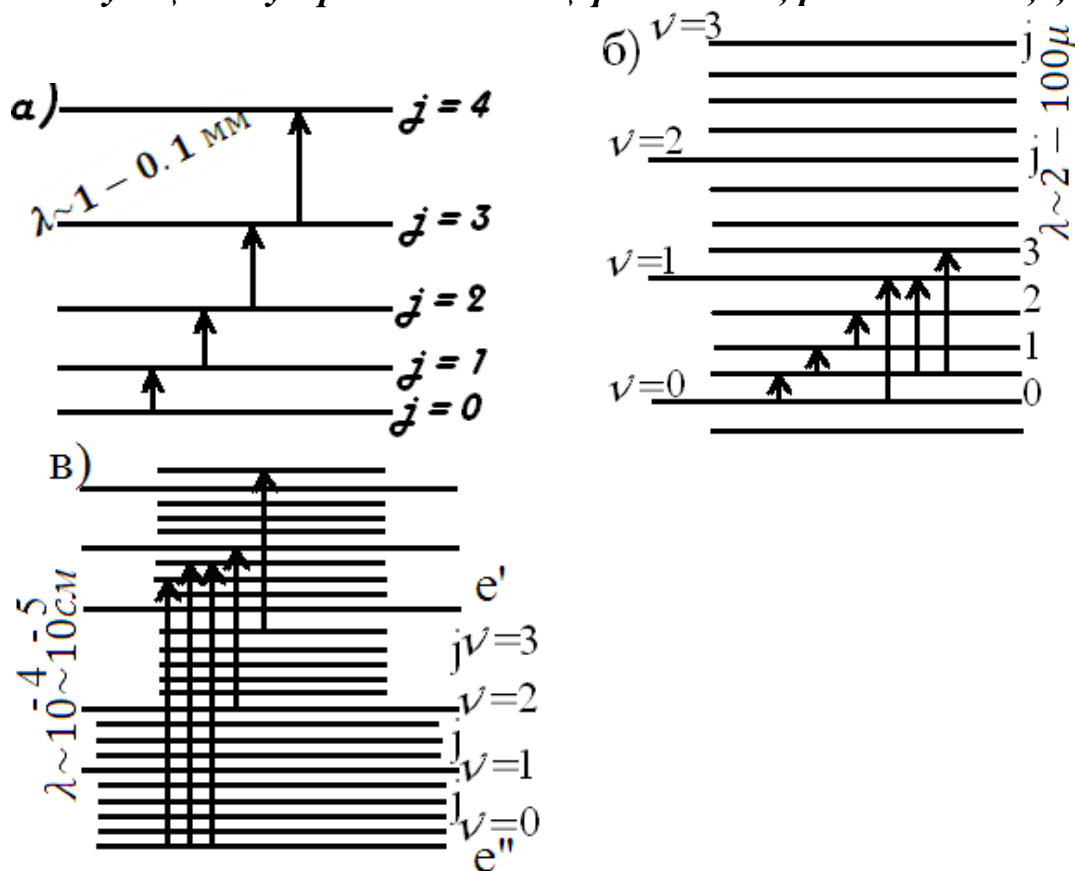 а)
j = 4
λ~1 − 0.1 мм
j = 3
j = 2
j = 1
j = 0
б)
ν=3
j
ν=2
j
λ~2 − 100μ
3
ν=1
2
1
ν=0
0
в)
e'
λ~10⁻⁴~10⁻⁵см
jν=3
ν=2
j
ν=1
j
ν=0
e"